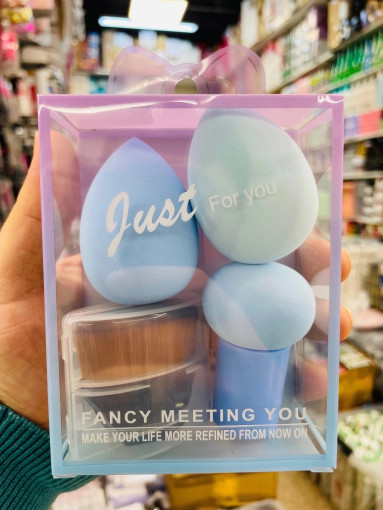 Just For you
FANCY MEETING YOU
MAKE YOUR LIFE MORE REFINED FROM NOW ON